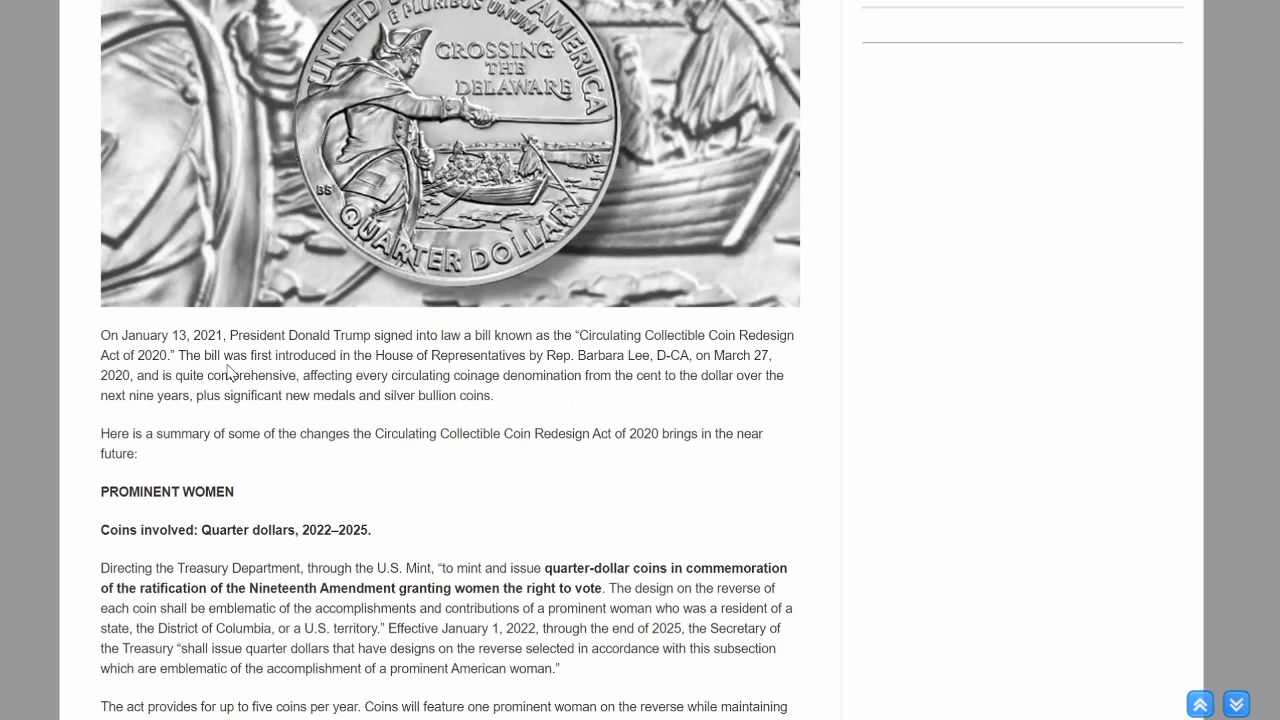 UNITED
AMERICA
E PLURIBUS UNUM
CROSSING
THE
DELAWARE
BS
MG
QUARTER DOLLAR
On January 13, 2021, President Donald Trump signed into law a bill known as the “Circulating Collectible Coin Redesign
Act of 2020.” The bill was first introduced in the House of Representatives by Rep. Barbara Lee, D-CA, on March 27,
2020, and is quite comprehensive, affecting every circulating coinage denomination from the cent to the dollar over the
next nine years, plus significant new medals and silver bullion coins.
Here is a summary of some of the changes the Circulating Collectible Coin Redesign Act of 2020 brings in the near
future:
PROMINENT WOMEN
Coins involved: Quarter dollars, 2022–2025.
Directing the Treasury Department, through the U.S. Mint, “to mint and issue quarter-dollar coins in commemoration
of the ratification of the Nineteenth Amendment granting women the right to vote. The design on the reverse of
each coin shall be emblematic of the accomplishments and contributions of a prominent woman who was a resident of a
state, the District of Columbia, or a U.S. territory.” Effective January 1, 2022, through the end of 2025, the Secretary of
the Treasury “shall issue quarter dollars that have designs on the reverse selected in accordance with this subsection
which are emblematic of the accomplishment of a prominent American woman.”
The act provides for up to five coins per year. Coins will feature one prominent woman on the reverse while maintaining